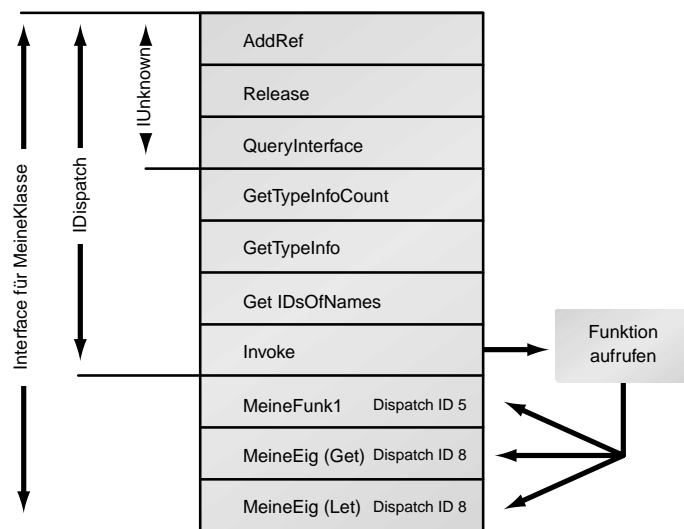 Interface für MeineKlasse
IDispatch
IUnknown
AddRef
Release
QueryInterface
GetTypeInfoCount
GetTypeInfo
Get IDsOfNames
Invoke
Funktion
aufrufen
MeineFunk1 Dispatch ID 5
MeineEig (Get) Dispatch ID 8
MeineEig (Let) Dispatch ID 8